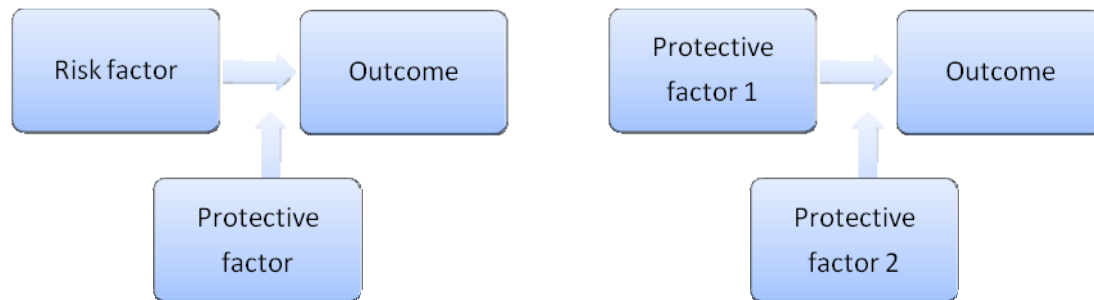 Risk factor
Outcome
Protective
factor
Protective
factor 1
Outcome
Protective
factor 2